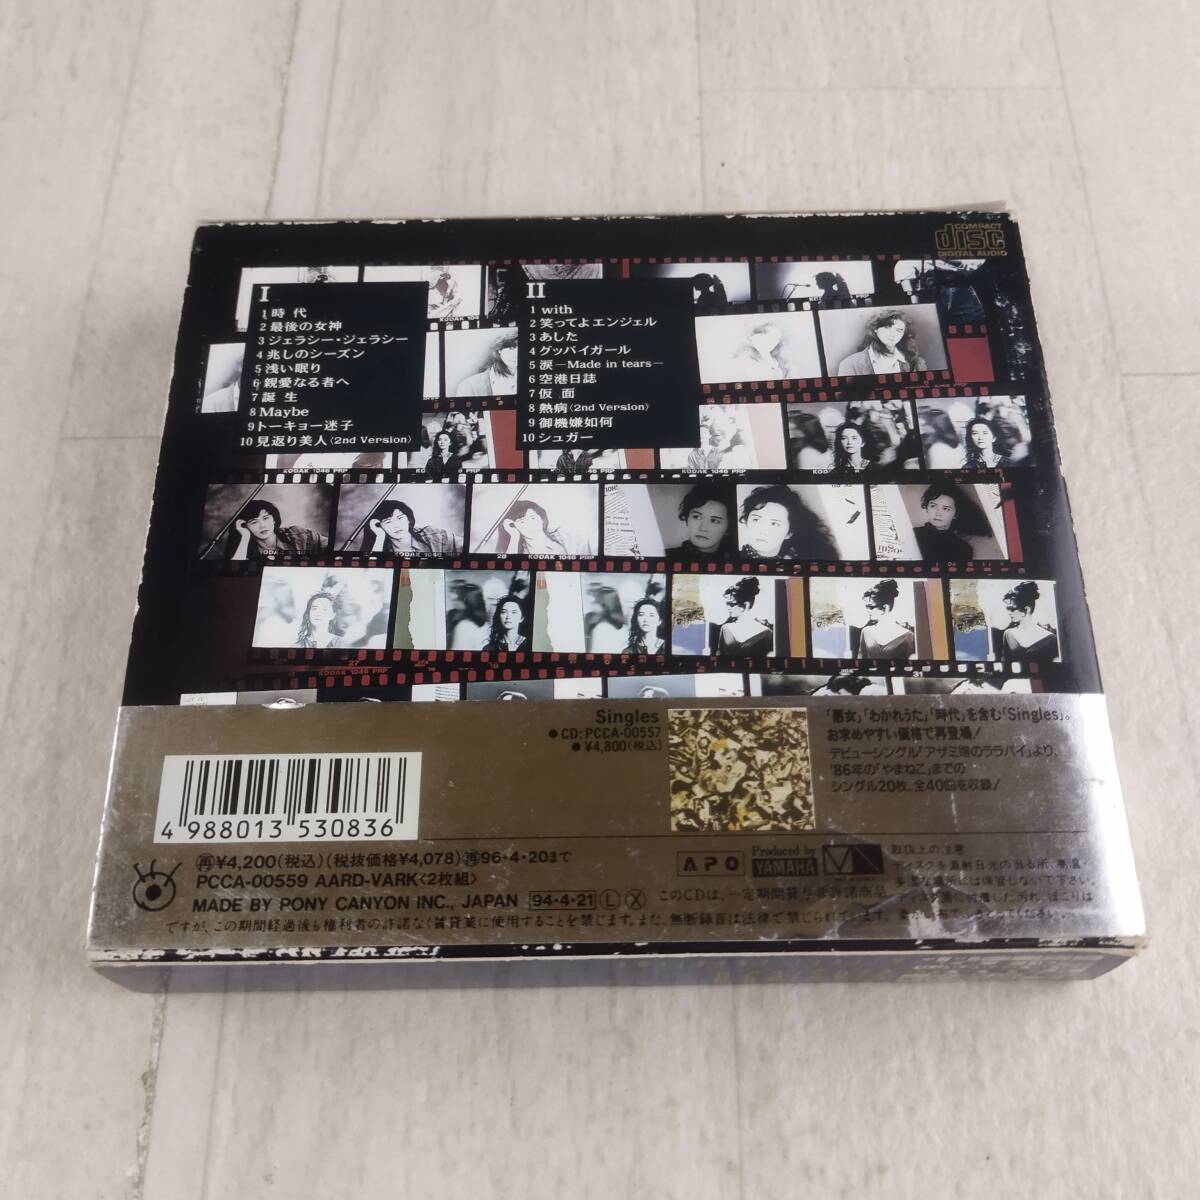 COMPACT
disc
DIGITAL AUDIO
I
1 時代
2 最後の女神
3 ジェラシー・ジェラシー
4 兆しのシーズン
5 浅い眠り
6 親愛なる者へ
7 誕生
8 Maybe
9 トーキョー迷子
10 見返り美人〈2nd Version〉
II
1 with
2 笑ってよエンジェル
3 あした
4 グッバイガール
5 涙―Made in tears―
6 空港日誌
7 仮面
8 熱病〈2nd Version〉
9 御機嫌如何
10 シュガー
Singles
●CD:PCCA-00557
●¥4,800(税込)
「悪女」「わかれうた」「時代」を含む「Singles」。
お求めやすい価格で再登場!
デビューシングル「アザミ嬢のララバイ」より、
'86年の「やまねこ」までの
シングル20枚、全40曲を収録!
4 988013 530836
再¥4,200(税込)(税抜価格¥4,078)再96・4・20まで
PCCA-00559 AARD-VARK〈2枚組〉
MADE BY PONY CANYON INC., JAPAN 94・4・21 L X
APO
Produced by
YAMAHA
取扱上の注意
ディスクを直射日光の当る所、高温・
多湿な場所には保管しないで下さい。
このCDは、一定期間貸与非許諾商品
ですが、この期間経過後も権利者の許諾なく賃貸業に使用することを禁じます。また、無断録音は法律で禁じられています。